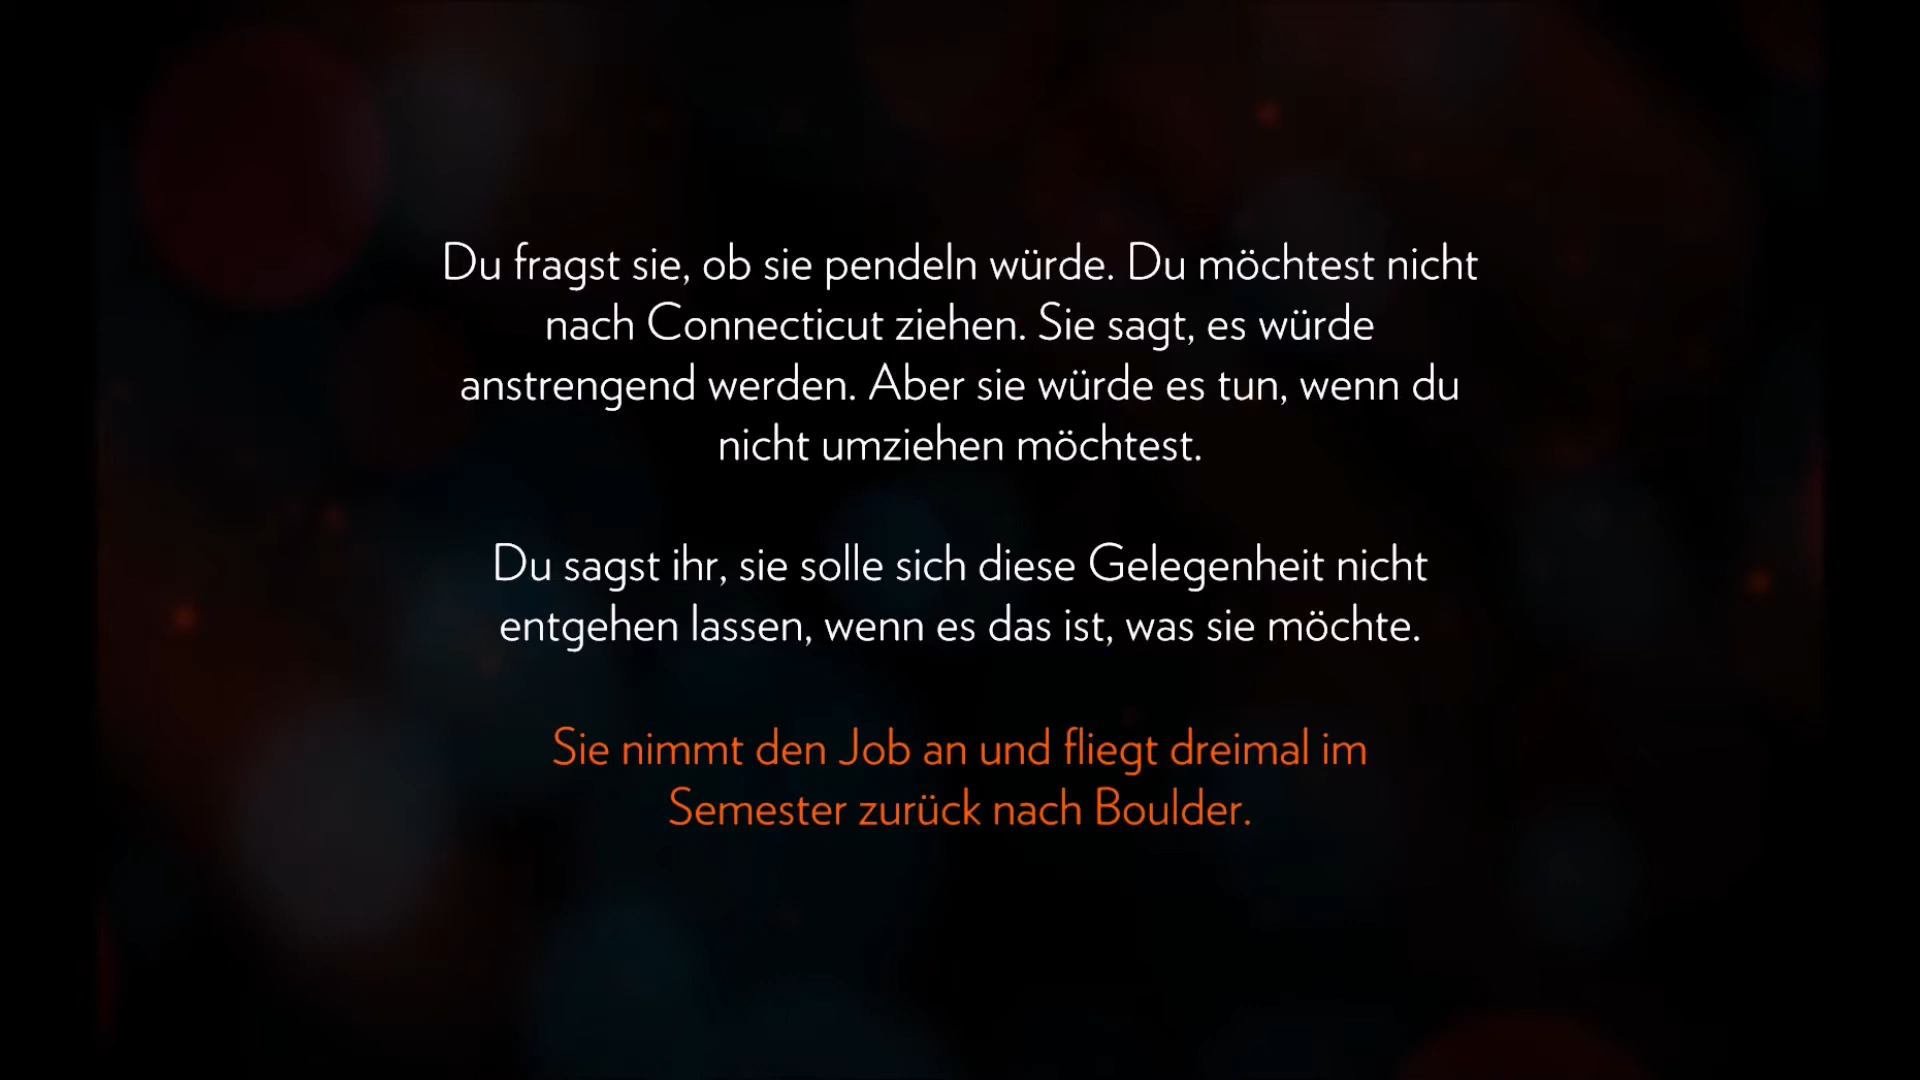 Du fragst sie, ob sie pendeln würde. Du möchtest nicht
nach Connecticut ziehen. Sie sagt, es würde
anstrengend werden. Aber sie würde es tun, wenn du
nicht umziehen möchtest.
Du sagst ihr, sie solle sich diese Gelegenheit nicht
entgehen lassen, wenn es das ist, was sie möchte.
Sie nimmt den Job an und fliegt dreimal im
Semester zurück nach Boulder.